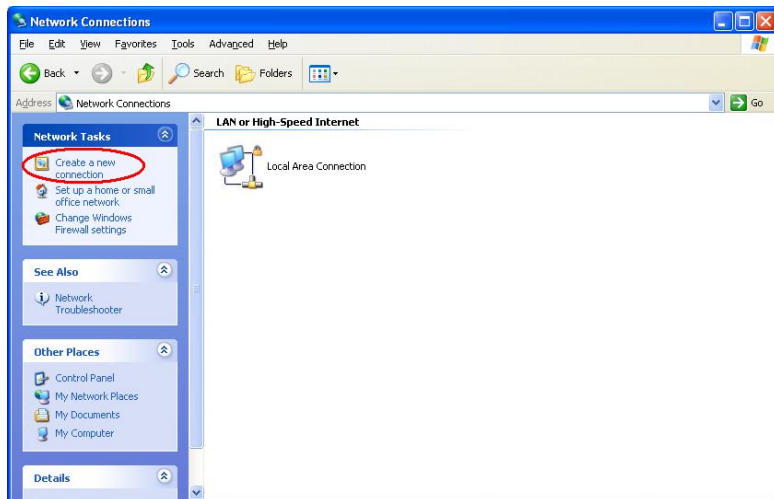 Network Connections
File Edit View Favorites Tools Advanced Help
Back Search Folders
Address Network Connections Go
Network Tasks
Create a new
connection
Set up a home or small
office network
Change Windows
Firewall settings
See Also
Network
Troubleshooter
Other Places
Control Panel
My Network Places
My Documents
My Computer
Details
LAN or High-Speed Internet
Local Area Connection